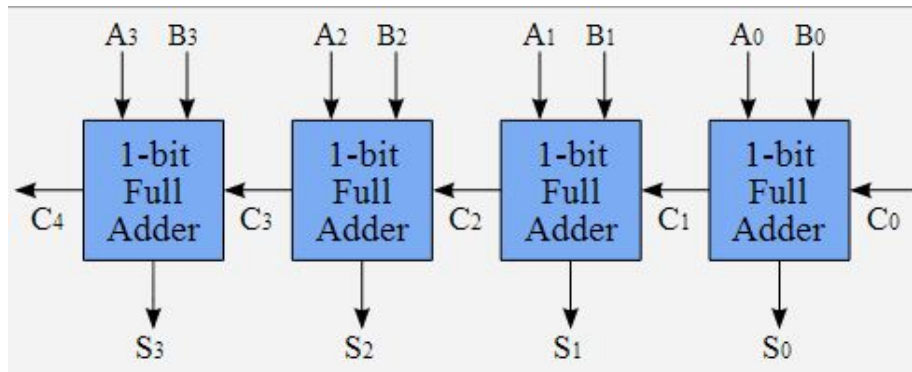 A3 B3 A2 B2 A1 B1 A0 B0
1-bit Full Adder
1-bit Full Adder
1-bit Full Adder
1-bit Full Adder
C4 C3 C2 C1 C0
S3 S2 S1 S0